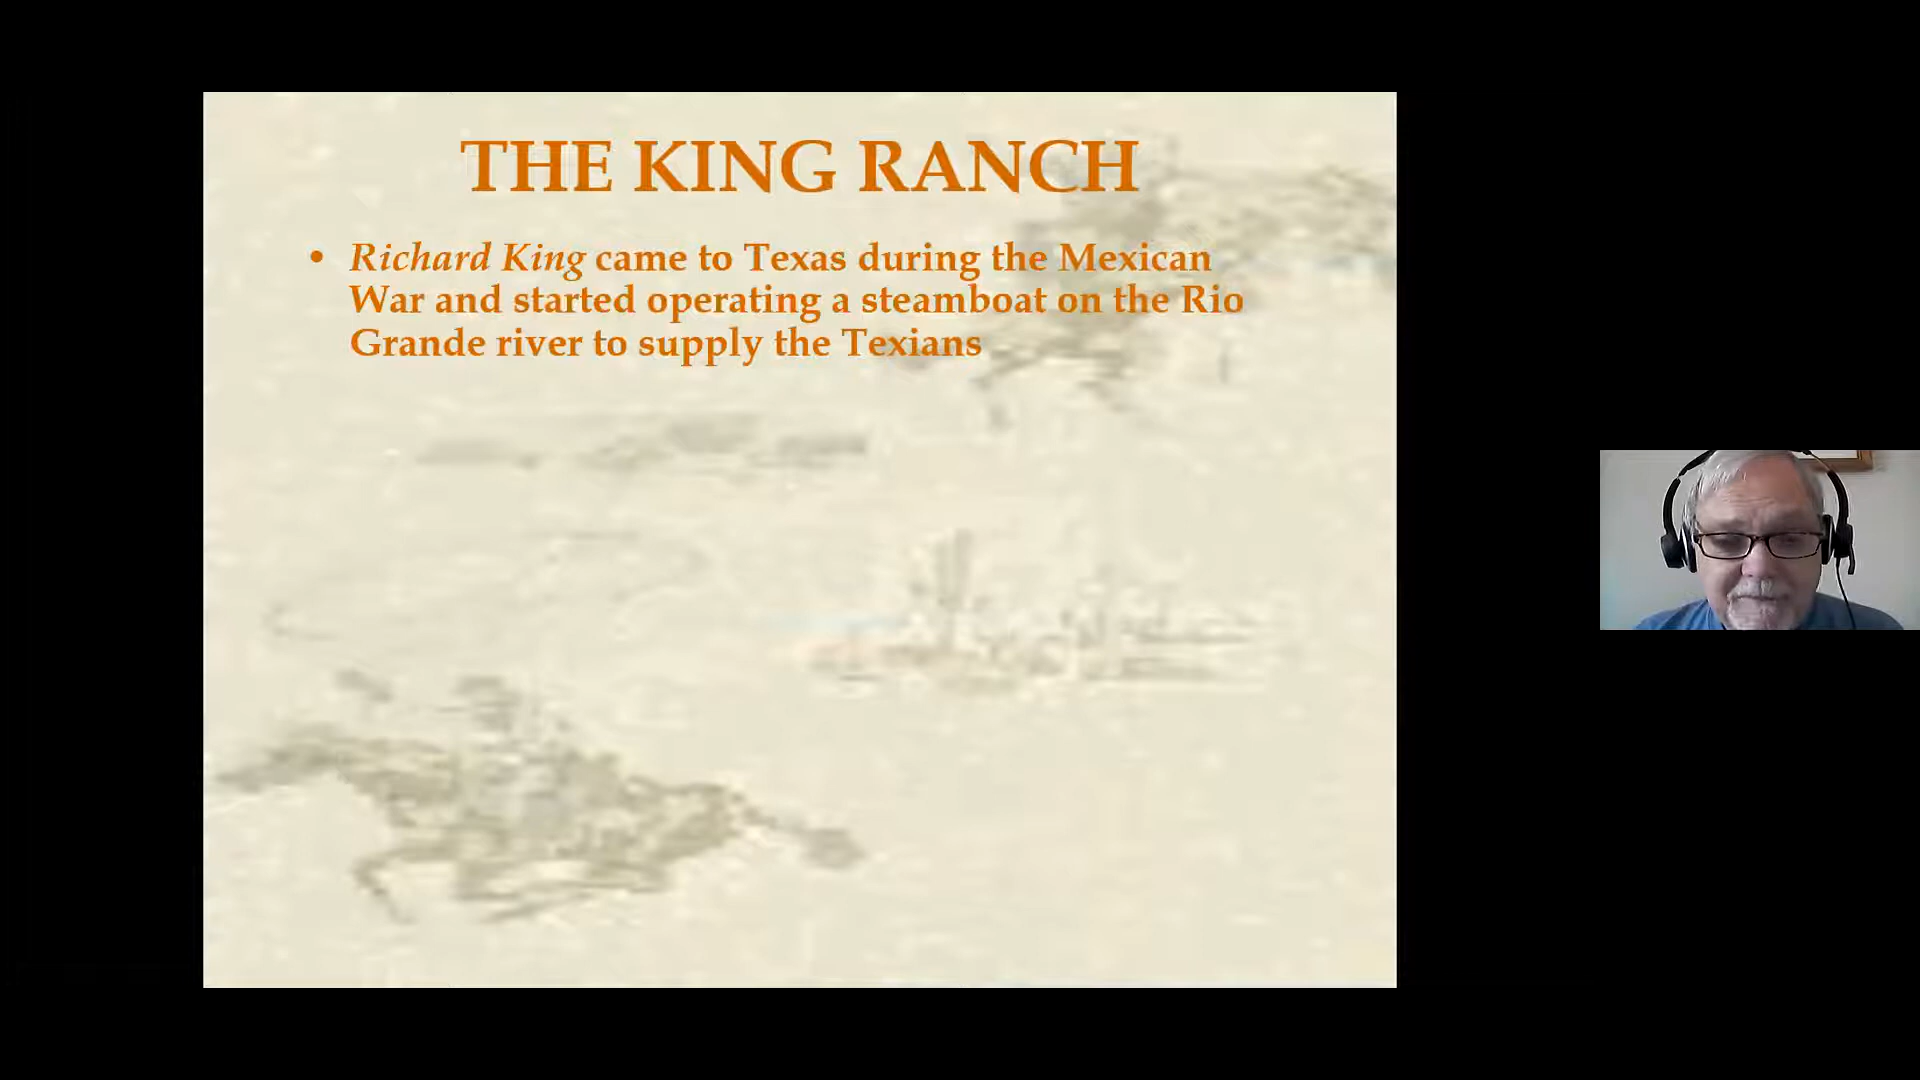 THE KING RANCH
• Richard King came to Texas during the Mexican
War and started operating a steamboat on the Rio
Grande river to supply the Texians